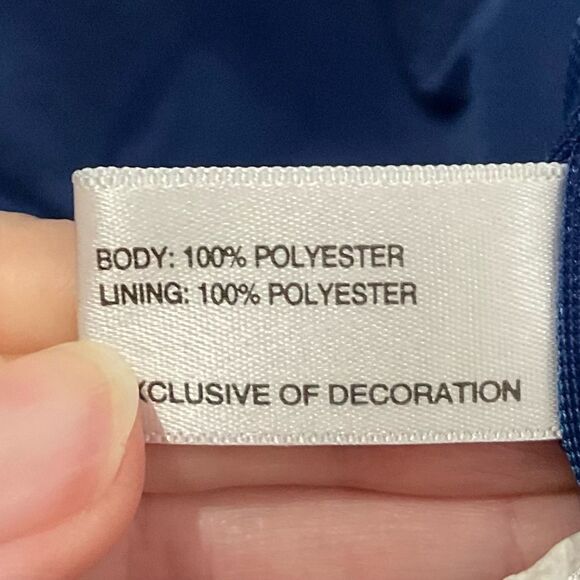 BODY: 100% POLYESTER
LINING: 100% POLYESTER
XCLUSIVE OF DECORATION